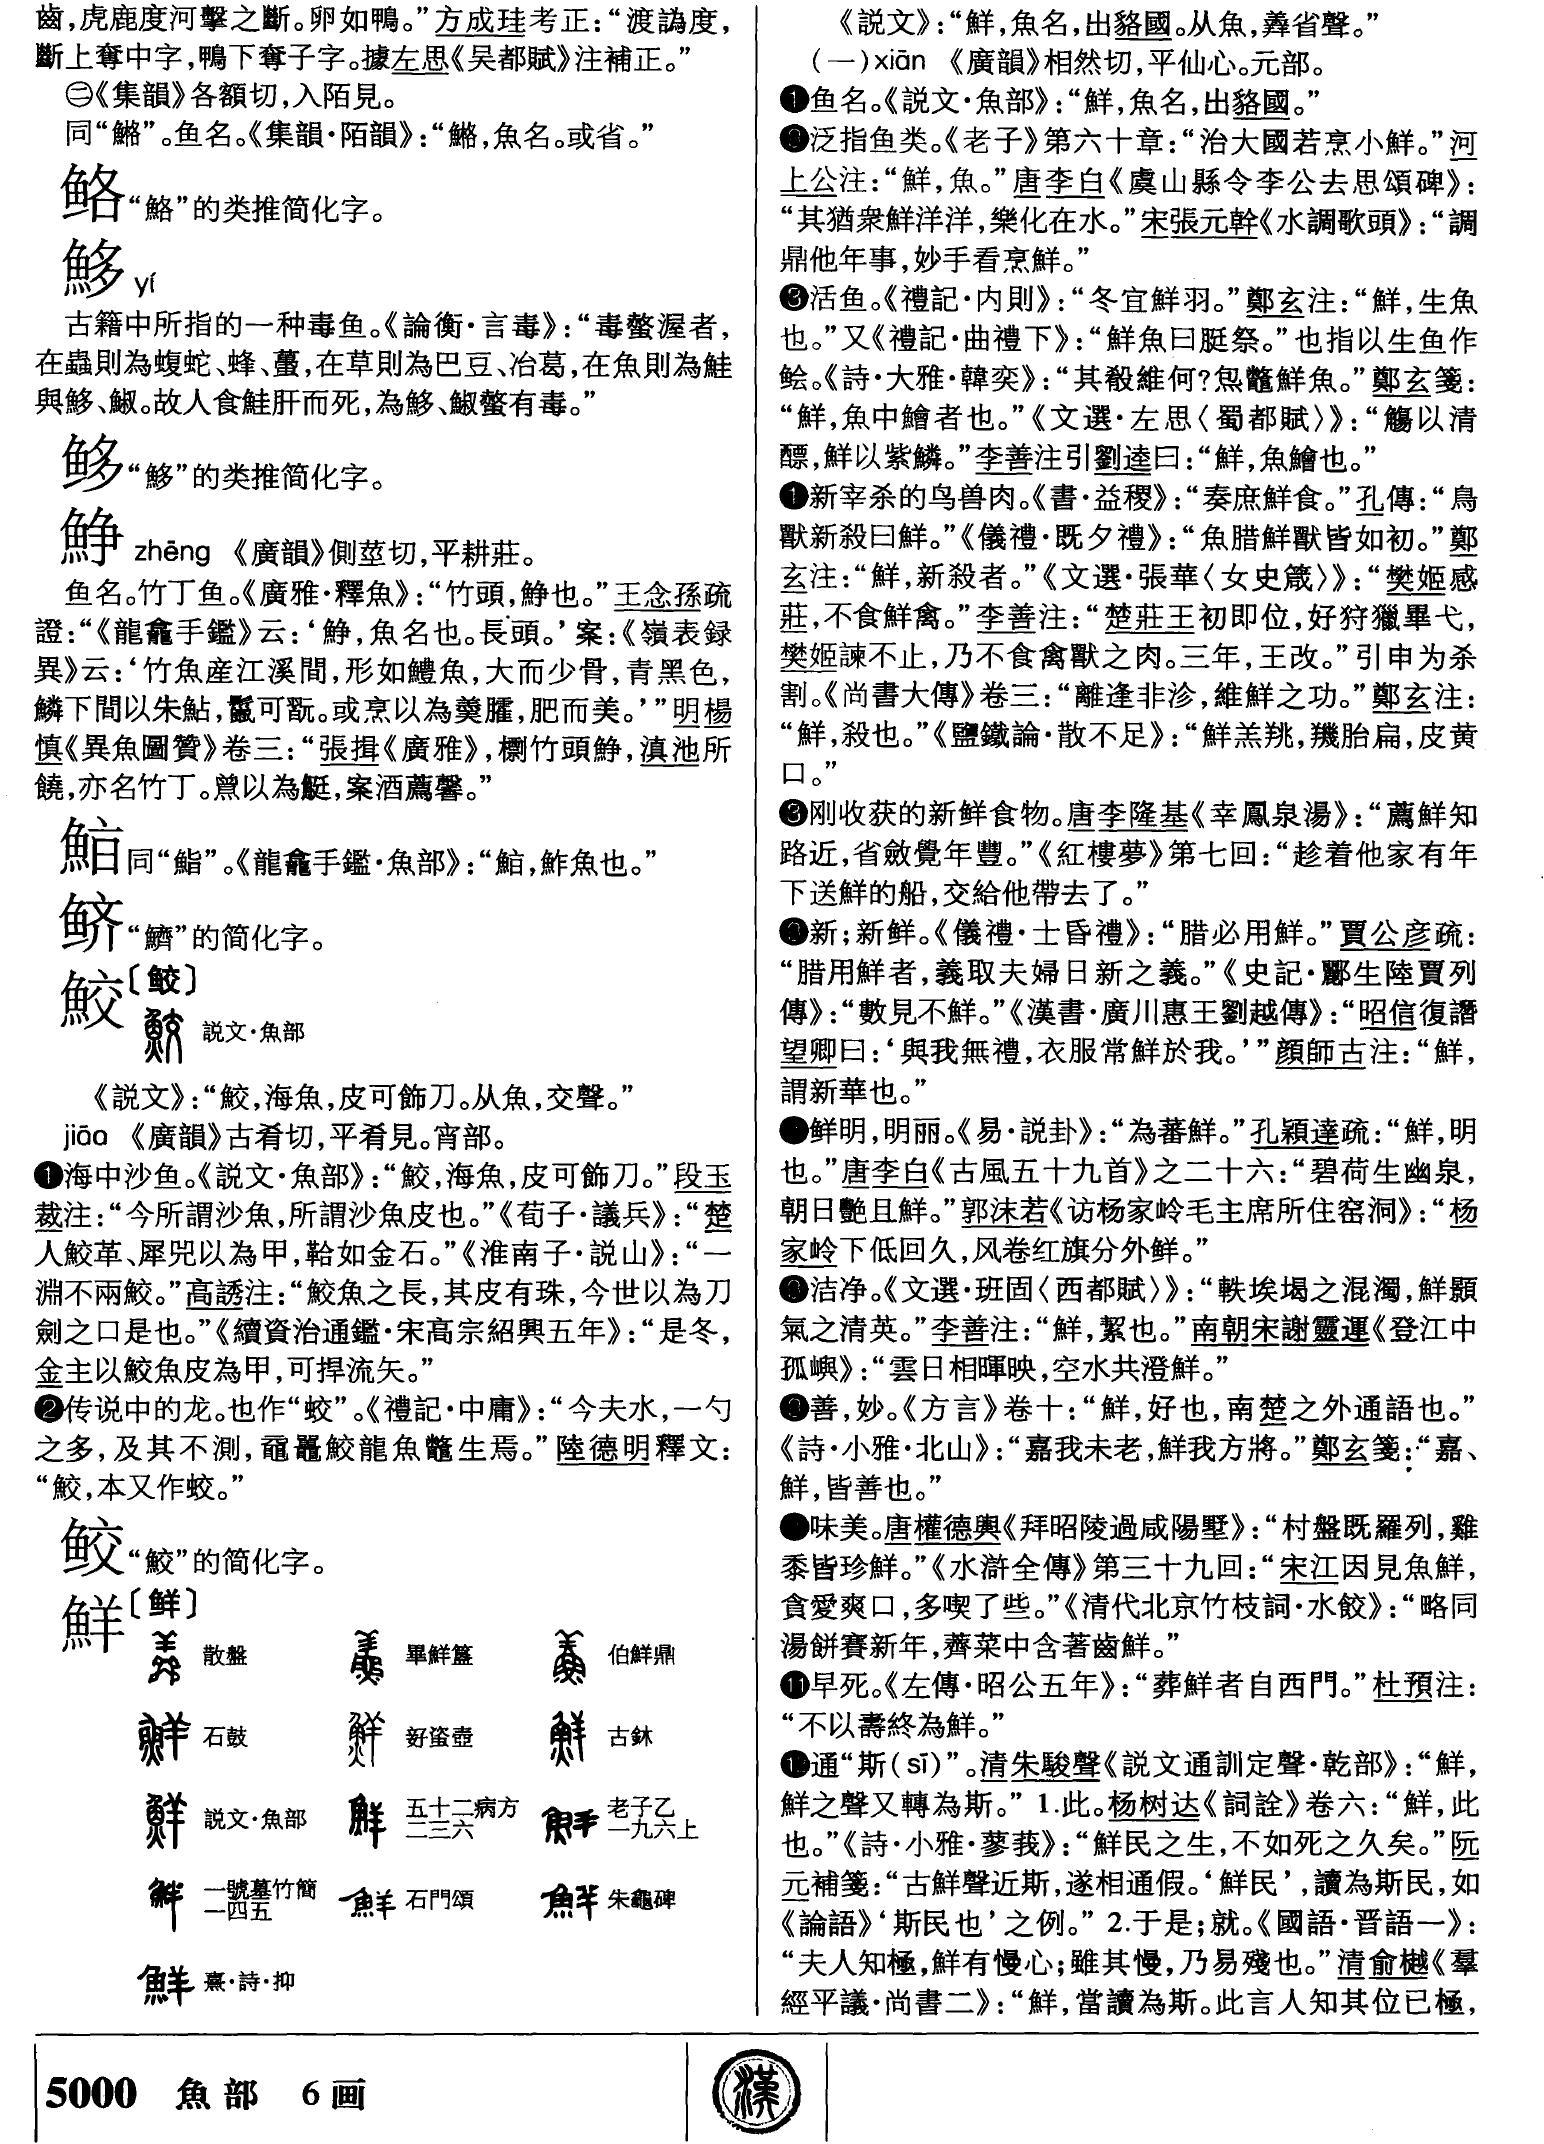 齒，虎鹿度河擊之斷。卵如鴨。”方成珪考正：“渡譌度，
斷上奪中字，鴨下奪子字。據左思《吴都賦》注補正。”
㊁《集韻》各額切，入陌見。
同“䱮”。鱼名。《集韻·陌韻》：“䱮，魚名。或省。”
“鮥”的类推简化字。
鉹 yí
古籍中所指的一种毒鱼。《論衡·言毒》：“毒螫渥者，
在蟲則為蝮蛇、蜂、蠆，在草則為巴豆、冶葛，在魚則為鮭
與𩶅、䱜。故人食鮭肝而死，為𩶅、䱜螫有毒。”
“𩶅”的类推简化字。
zhēng 《廣韻》側莖切，平耕莊。
鱼名。竹丁鱼。《廣雅·釋魚》：“竹頭，䱢也。”王念孫疏
證：“《龍龕手鑑》云：‘䱢，魚名也。長頭。’案：《嶺表録
異》云：‘竹魚産江溪間，形如鱧魚，大而少骨，青黑色，
鱗下間以朱鮎，鬣可翫。或烹以為羹臛，肥而美。’”明楊
慎《異魚圖贊》卷三：“張揖《廣雅》，棩竹頭䱢，滇池所
饒，亦名竹丁。曾以為艇，案酒薦馨。”
同“鮨”。《龍龕手鑑·魚部》：“䱇，鮓魚也。”
鲚 “鱭”的简化字。
鮫〔鲛〕
説文·魚部
《説文》：“鮫，海魚，皮可飾刀。从魚，交聲。”
jiāo 《廣韻》古肴切，平肴見。宵部。
❶海中沙鱼。《説文·魚部》：“鮫，海魚，皮可飾刀。”段玉
裁注：“今所謂沙魚，所謂沙魚皮也。”《荀子·議兵》：“楚
人鮫革、犀兕以為甲，鞈如金石。”《淮南子·説山》：“一
淵不兩鮫。”高誘注：“鮫魚之長，其皮有珠，今世以為刀
劍之口是也。”《續資治通鑑·宋高宗紹興五年》：“是冬，
金主以鮫魚皮為甲，可捍流矢。”
❷传说中的龙。也作“蛟”。《禮記·中庸》：“今夫水，一勺
之多，及其不測，黿鼉鮫龍魚鼈生焉。”陸德明釋文：
“鮫，本又作蛟。”
鲛 “鮫”的简化字。
鮮〔鲜〕
散盤 畢鮮簋 伯鮮鼎
石鼓 𡚬蚉壺 古鉥
説文·魚部 五十二病方二三六 老子乙一九六上
一號墓竹簡一四五 石門頌 朱龜碑
熹·詩·抑
《説文》：“鮮，魚名，出貉國。从魚，羴省聲。”
（一）xiān 《廣韻》相然切，平仙心。元部。
❶鱼名。《説文·魚部》：“鮮，魚名，出貉國。”
泛指鱼类。《老子》第六十章：“治大國若烹小鮮。”河
上公注：“鮮，魚。”唐李白《虞山縣令李公去思頌碑》：
“其猶衆鮮洋洋，樂化在水。”宋張元幹《水調歌頭》：“調
鼎他年事，妙手看烹鮮。”
❸活鱼。《禮記·内則》：“冬宜鮮羽。”鄭玄注：“鮮，生魚
也。”又《禮記·曲禮下》：“鮮魚曰脡祭。”也指以生鱼作
鲙。《詩·大雅·韓奕》：“其殽維何？炰鼈鮮魚。”鄭玄箋：
“鮮，魚中鱠者也。”《文選·左思〈蜀都賦〉》：“觴以清
醥，鮮以紫鱗。”李善注引劉逵曰：“鮮，魚鱠也。”
新宰杀的鸟兽肉。《書·益稷》：“奏庶鮮食。”孔傳：“鳥
獸新殺曰鮮。”《儀禮·既夕禮》：“魚腊鮮獸皆如初。”鄭
玄注：“鮮，新殺者。”《文選·張華〈女史箴〉》：“樊姬感
莊，不食鮮禽。”李善注：“楚莊王初即位，好狩獵畢弋，
樊姬諫不止，乃不食禽獸之肉。三年，王改。”引申为杀
割。《尚書大傳》卷三：“離逢非沴，維鮮之功。”鄭玄注：
“鮮，殺也。”《鹽鐵論·散不足》：“鮮羔䍮，𩨳胎扁，皮黄
口。”
刚收获的新鲜食物。唐李隆基《幸鳳泉湯》：“薦鮮知
路近，省斂覺年豐。”《紅樓夢》第七回：“趁着他家有年
下送鮮的船，交給他帶去了。”
新；新鲜。《儀禮·士昏禮》：“腊必用鮮。”賈公彦疏：
“腊用鮮者，義取夫婦日新之義。”《史記·酈生陸賈列
傳》：“數見不鮮。”《漢書·廣川惠王劉越傳》：“昭信復譖
望卿曰：‘與我無禮，衣服常鮮於我。’”顔師古注：“鮮，
謂新華也。”
鲜明，明丽。《易·説卦》：“為蕃鮮。”孔穎達疏：“鮮，明
也。”唐李白《古風五十九首》之二十六：“碧荷生幽泉，
朝日艷且鮮。”郭沫若《访杨家岭毛主席所住窑洞》：“杨
家岭下低回久，风卷红旗分外鲜。”
洁净。《文選·班固〈西都賦〉》：“軼埃堨之混濁，鮮顥
氣之清英。”李善注：“鮮，絜也。”南朝宋謝靈運《登江中
孤嶼》：“雲日相暉映，空水共澄鮮。”
善，妙。《方言》卷十：“鮮，好也，南楚之外通語也。”
《詩·小雅·北山》：“嘉我未老，鮮我方將。”鄭玄箋：“嘉、
鮮，皆善也。”
味美。唐權德輿《拜昭陵過咸陽墅》：“村盤既羅列，雞
黍皆珍鮮。”《水滸全傳》第三十九回：“宋江因見魚鮮，
貪愛爽口，多喫了些。”《清代北京竹枝詞·水餃》：“略同
湯餅賽新年，薺菜中含著齒鮮。”
⓫早死。《左傳·昭公五年》：“葬鮮者自西門。”杜預注：
“不以壽終為鮮。”
⓬通“斯（sī）”。清朱駿聲《説文通訓定聲·乾部》：“鮮，
鮮之聲又轉為斯。” 1.此。杨树达《詞詮》卷六：“鮮，此
也。”《詩·小雅·蓼莪》：“鮮民之生，不如死之久矣。”阮
元補箋：“古鮮聲近斯，遂相通假。‘鮮民’，讀為斯民，如
《論語》‘斯民也’之例。” 2.于是；就。《國語·晋語一》：
“夫人知極，鮮有慢心；雖其慢，乃易殘也。”清俞樾《羣
經平議·尚書二》：“鮮，當讀為斯。此言人知其位已極，
5000 魚部 6画
漢